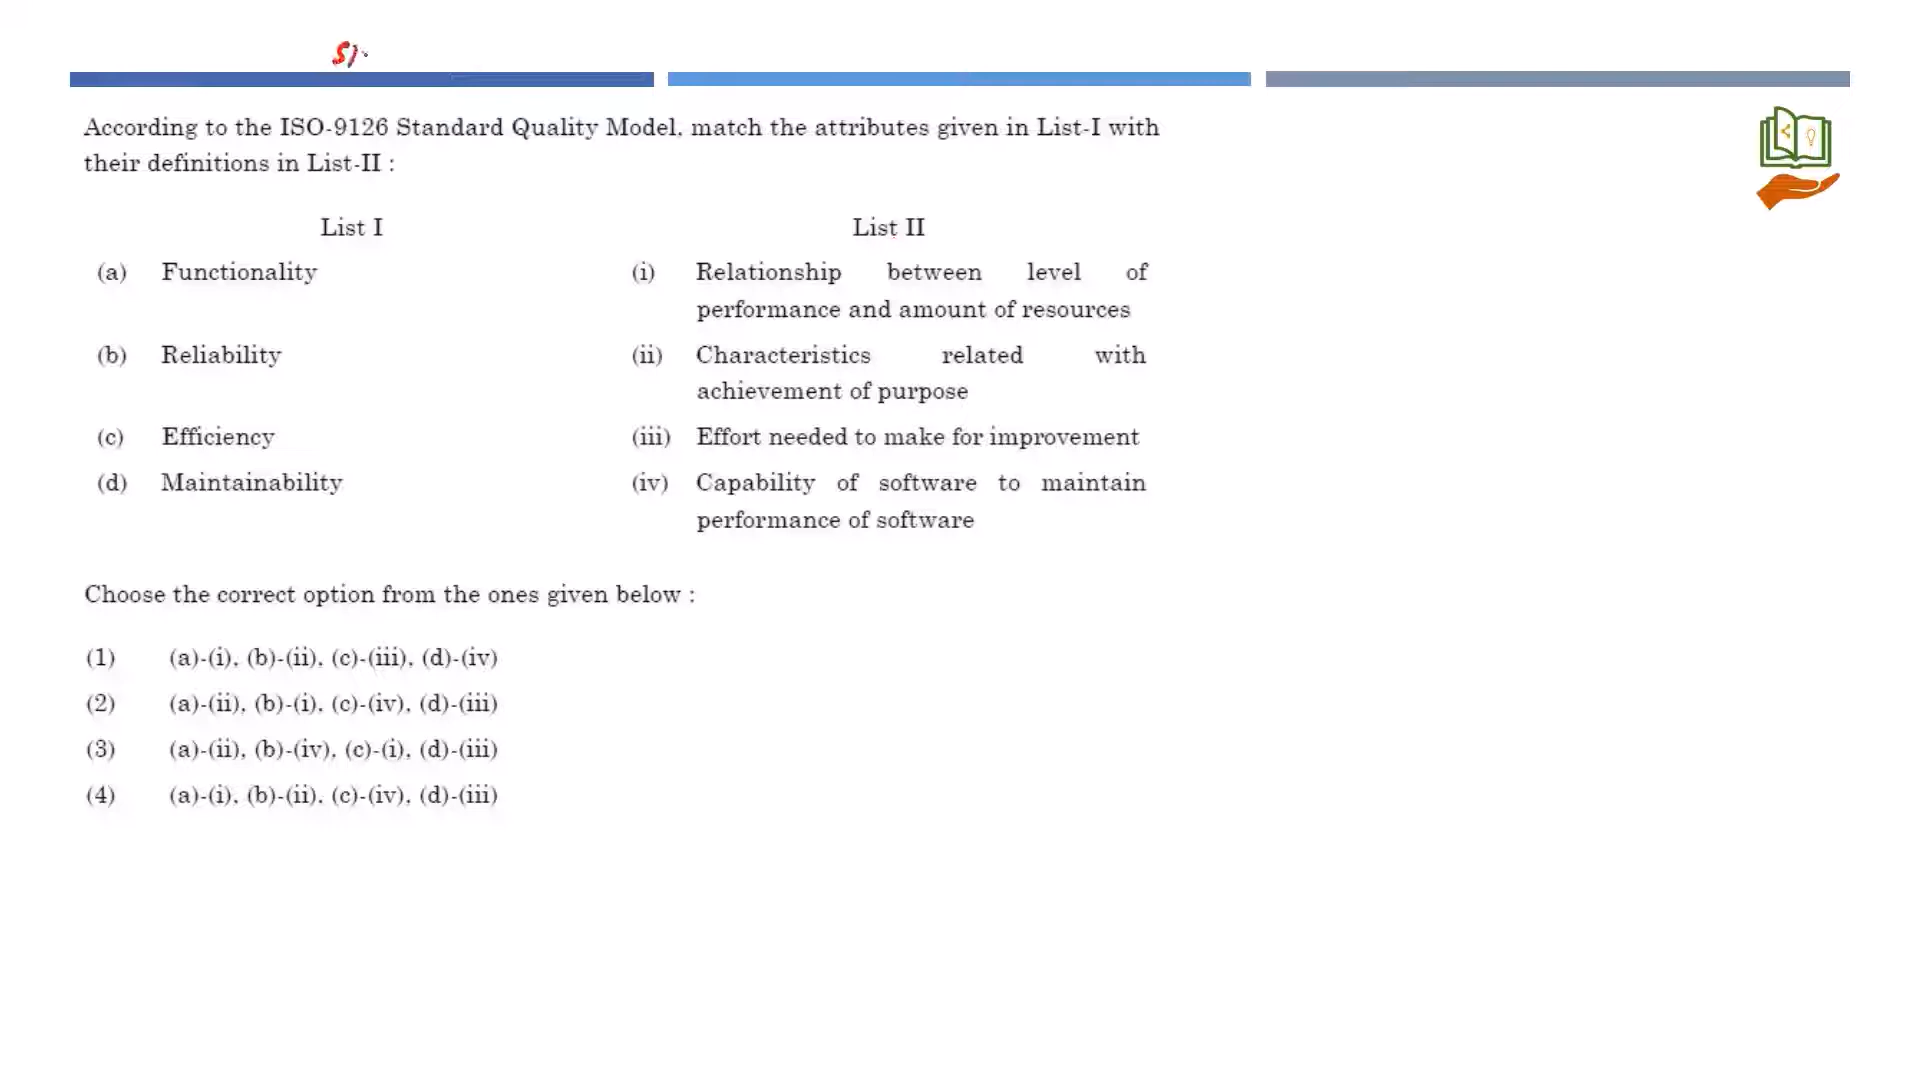 According to the ISO-9126 Standard Quality Model, match the attributes given in List-I with
their definitions in List-II :
List I
List II
(a) Functionality
(i) Relationship between level of
performance and amount of resources
(b) Reliability
(ii) Characteristics related with
achievement of purpose
(c) Efficiency
(iii) Effort needed to make for improvement
(d) Maintainability
(iv) Capability of software to maintain
performance of software
Choose the correct option from the ones given below :
(1) (a)-(i), (b)-(ii), (c)-(iii), (d)-(iv)
(2) (a)-(ii), (b)-(i), (c)-(iv), (d)-(iii)
(3) (a)-(ii), (b)-(iv), (c)-(i), (d)-(iii)
(4) (a)-(i), (b)-(ii), (c)-(iv), (d)-(iii)